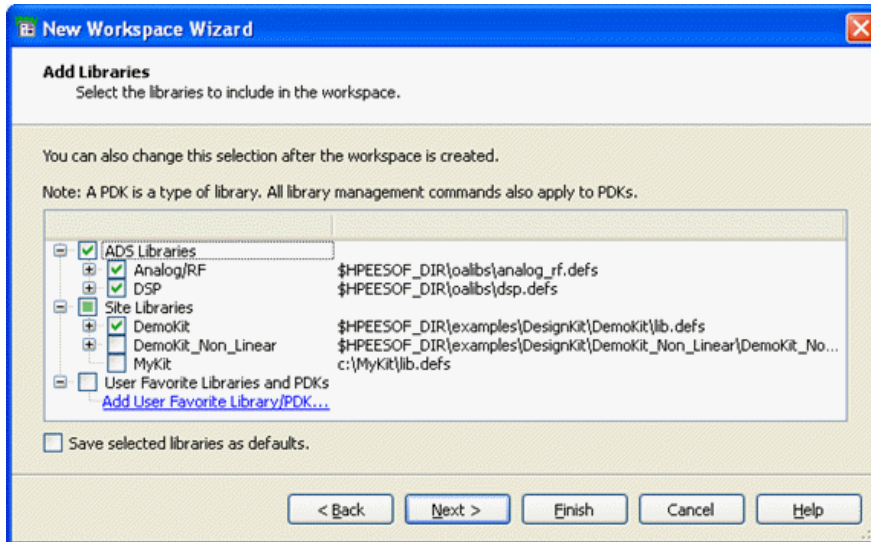 New Workspace Wizard
Add Libraries
Select the libraries to include in the workspace.
You can also change this selection after the workspace is created.
Note: A PDK is a type of library. All library management commands also apply to PDKs.
ADS Libraries
Analog/RF $HPEESOF_DIR\oalibs\analog_rf.defs
DSP $HPEESOF_DIR\oalibs\dsp.defs
Site Libraries
DemoKit $HPEESOF_DIR\examples\DesignKit\DemoKit\lib.defs
DemoKit_Non_Linear $HPEESOF_DIR\examples\DesignKit\DemoKit_Non_Linear\DemoKit_No...
MyKit c:\MyKit\lib.defs
User Favorite Libraries and PDKs
Add User Favorite Library/PDK...
Save selected libraries as defaults.
< Back Next > Finish Cancel Help